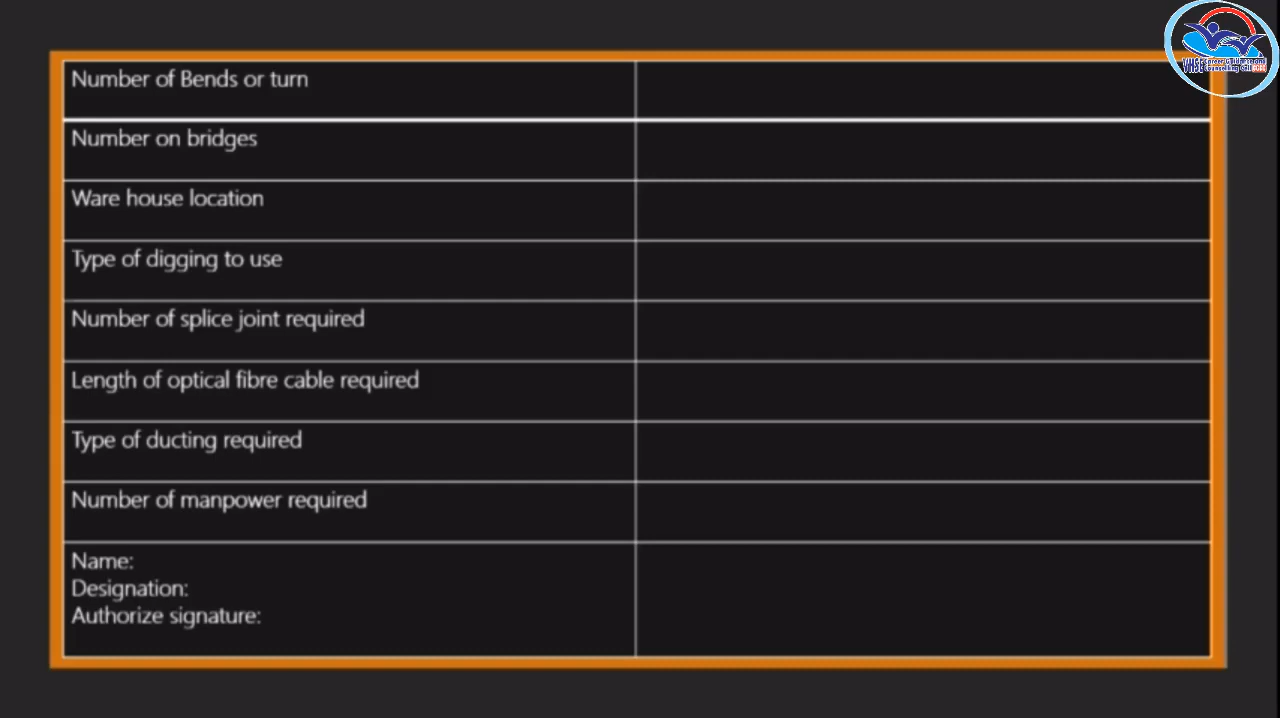 Number of Bends or turn
Number on bridges
Ware house location
Type of digging to use
Number of splice joint required
Length of optical fibre cable required
Type of ducting required
Number of manpower required
Name:
Designation:
Authorize signature:
VHSE